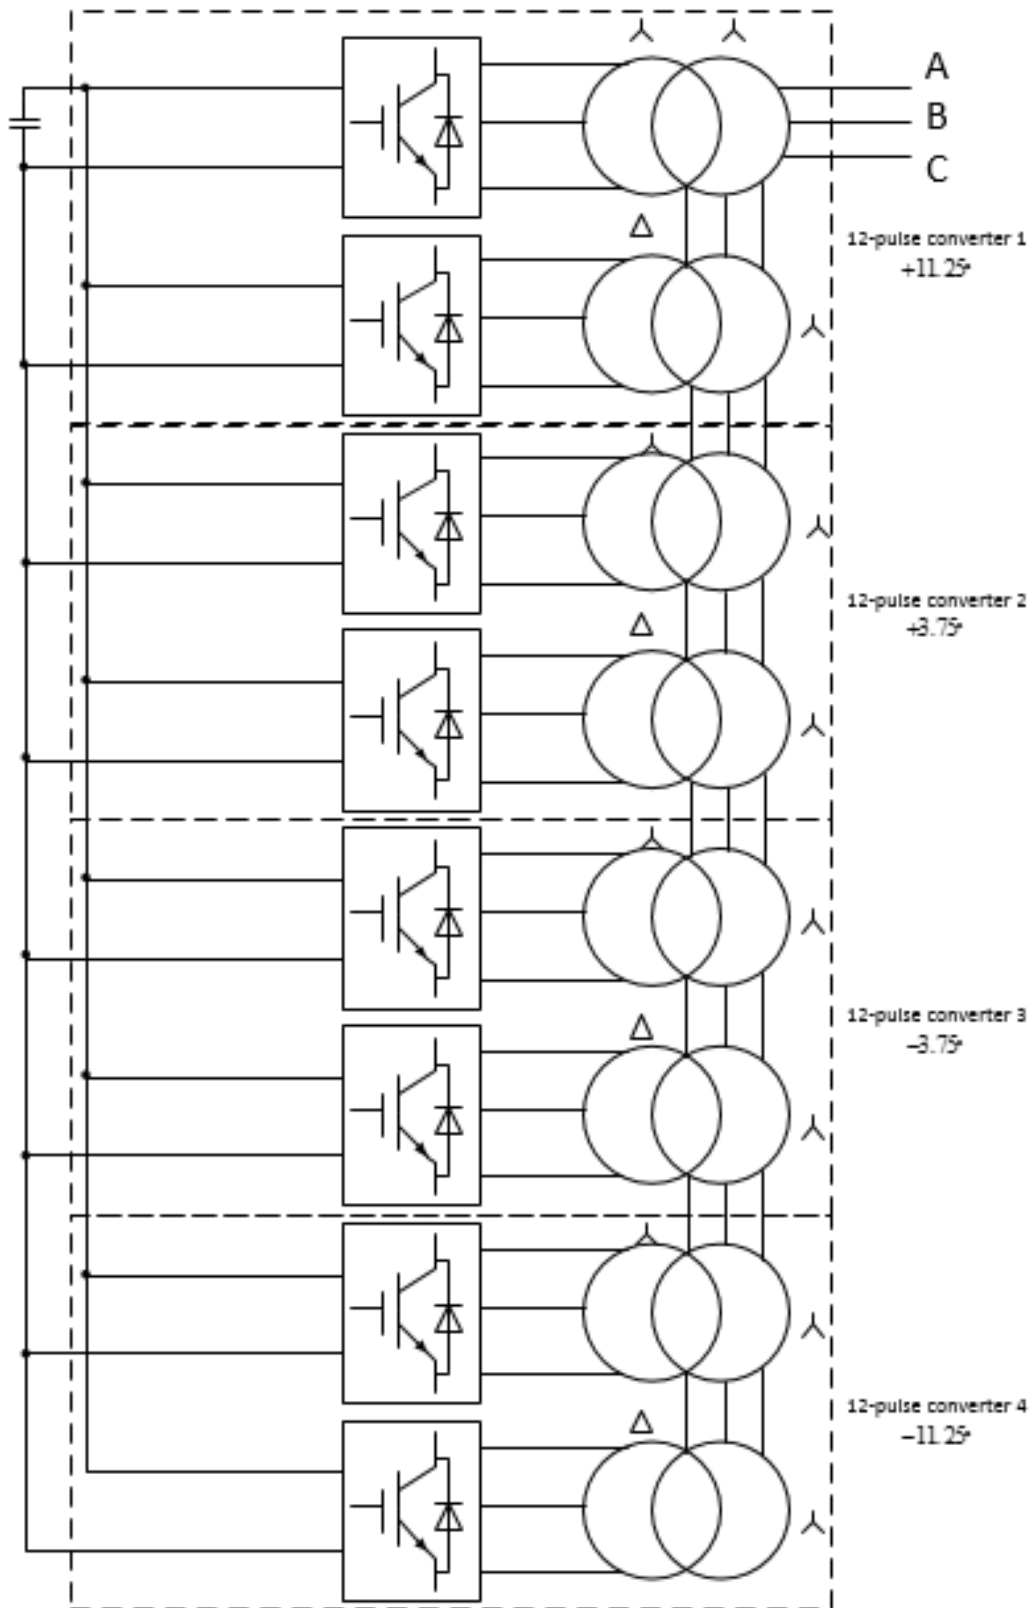 A
B
C
12-pulse converter 1
+11.25°
12-pulse converter 2
+3.75°
12-pulse converter 3
−3.75°
12-pulse converter 4
−11.25°